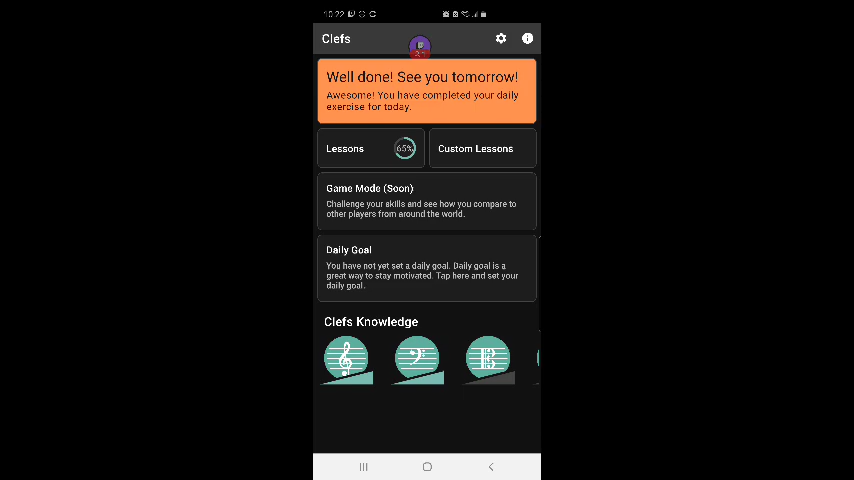 10:22
Clefs
Well done! See you tomorrow!
Awesome! You have completed your daily
exercise for today.
Lessons
65%
Custom Lessons
Game Mode (Soon)
Challenge your skills and see how you compare to
other players from around the world.
Daily Goal
You have not yet set a daily goal. Daily goal is a
great way to stay motivated. Tap here and set your
daily goal.
Clefs Knowledge